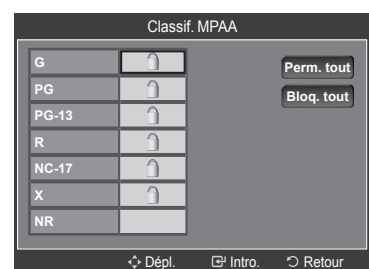 Classif. MPAA
G
Perm. tout
PG
Bloq. tout
PG-13
R
NC-17
X
NR
Dépl. Intro. Retour